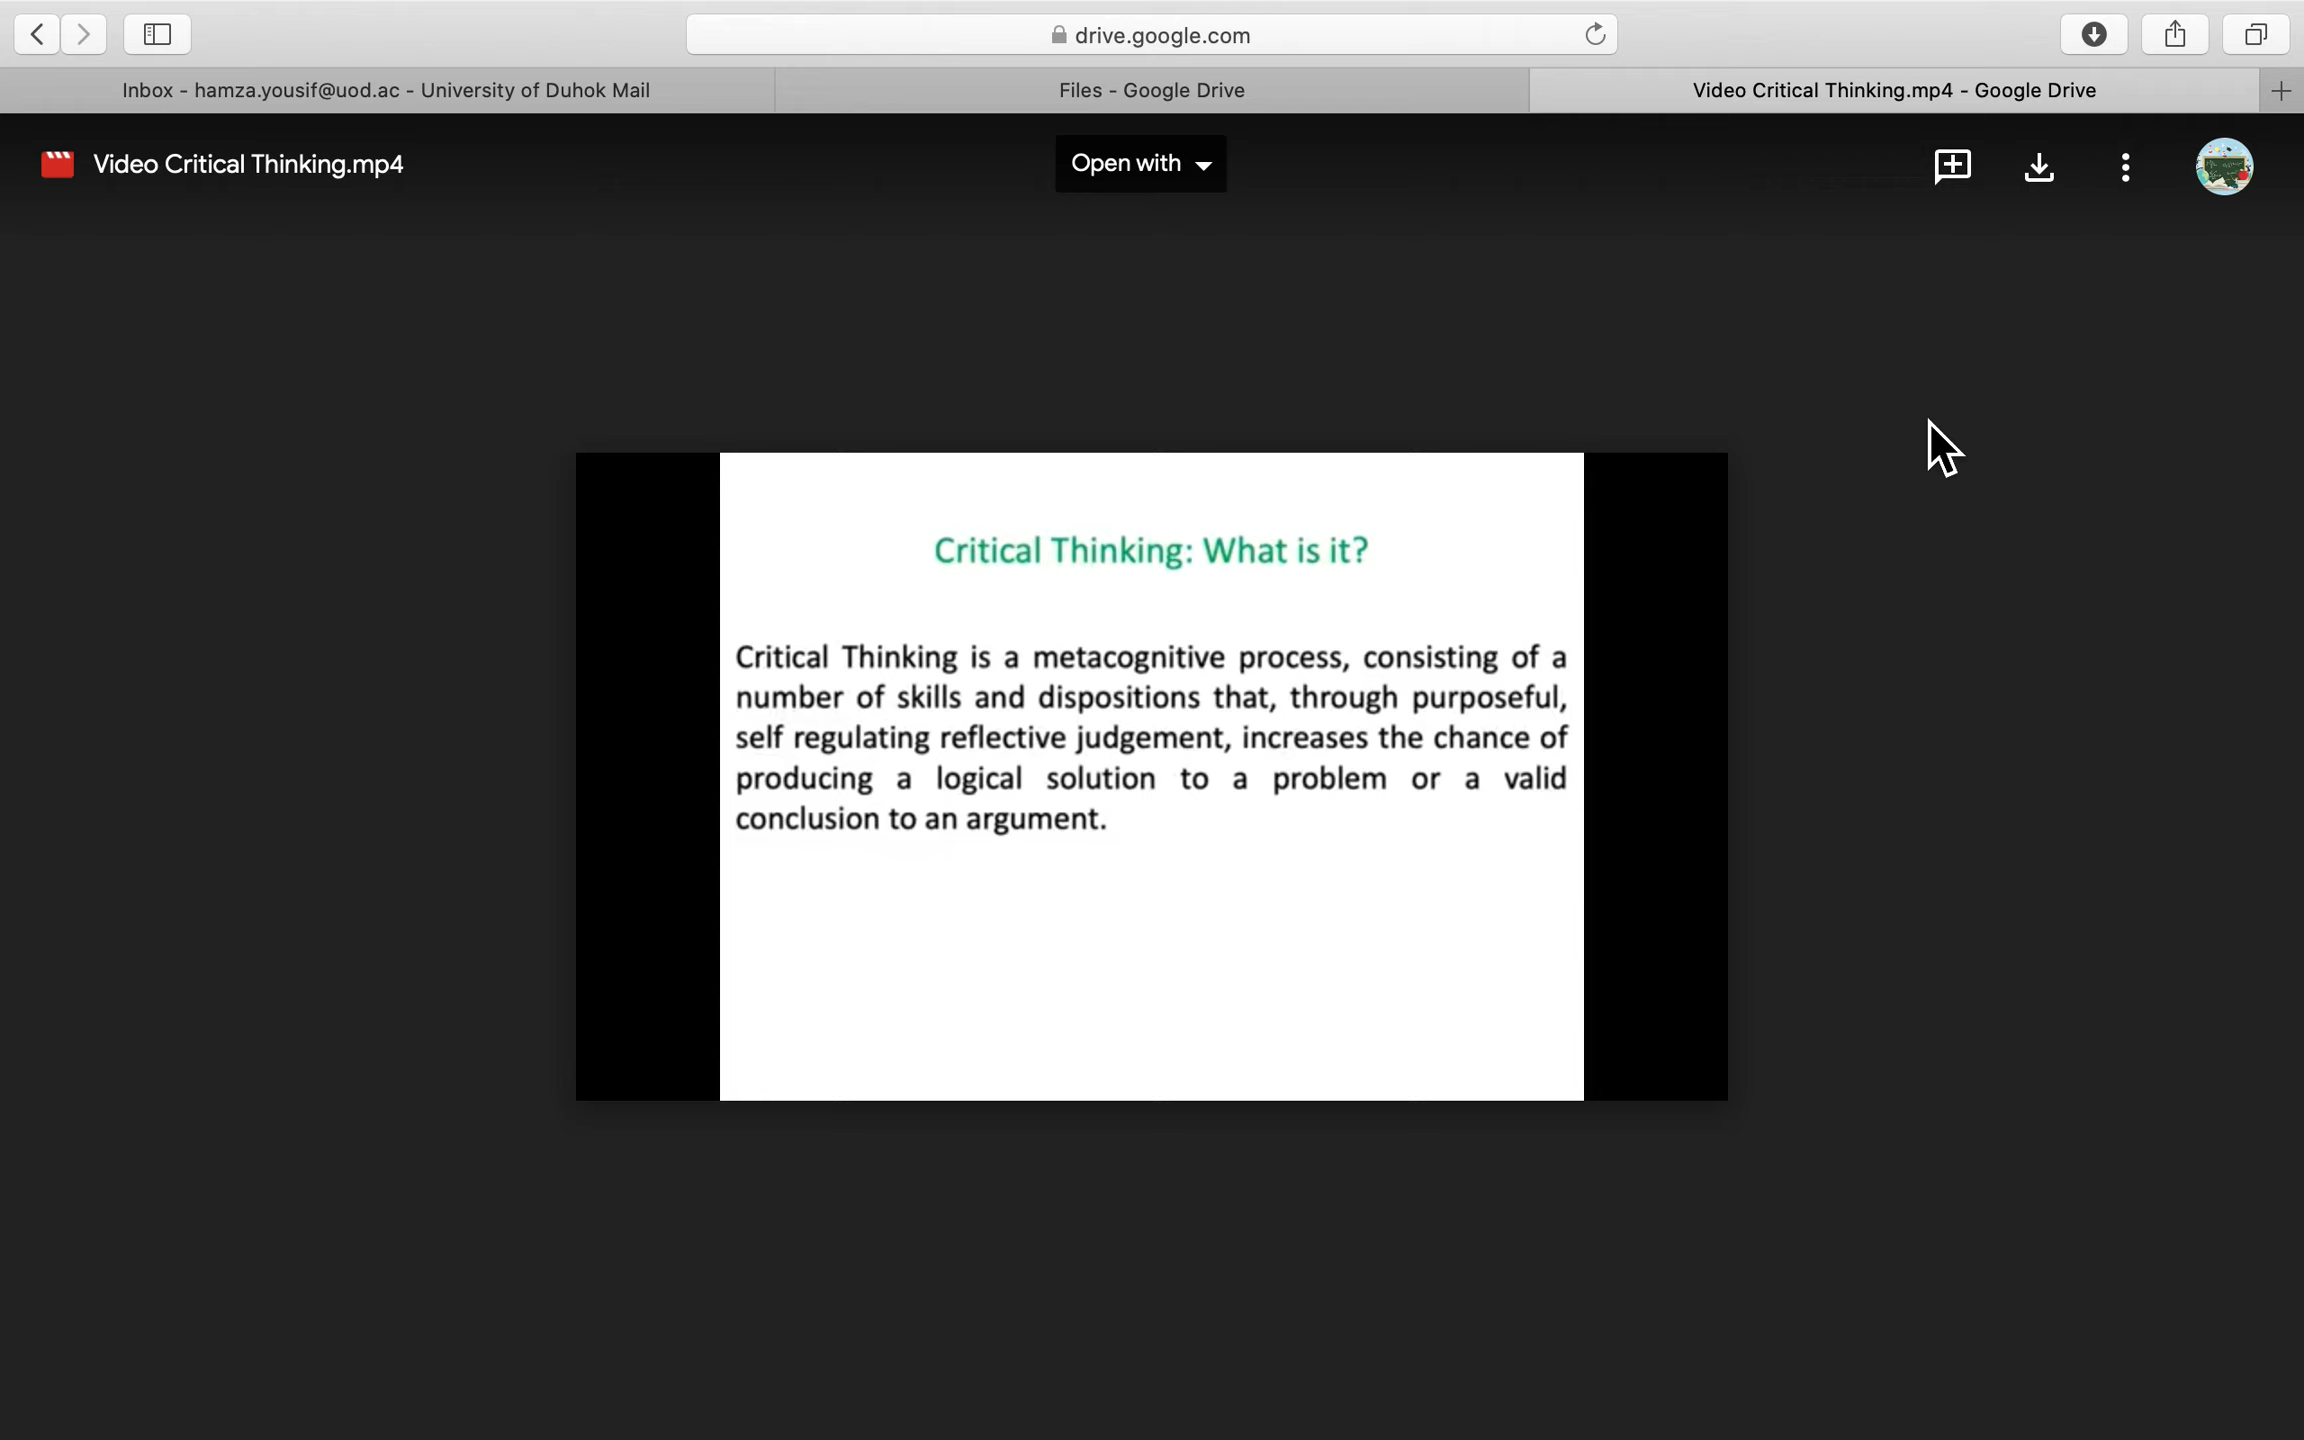 drive.google.com
Inbox - hamza.yousif@uod.ac - University of Duhok Mail
Files - Google Drive
Video Critical Thinking.mp4 - Google Drive
Video Critical Thinking.mp4
Open with
Critical Thinking: What is it?
Critical Thinking is a metacognitive process, consisting of a
number of skills and dispositions that, through purposeful,
self regulating reflective judgement, increases the chance of
producing a logical solution to a problem or a valid
conclusion to an argument.